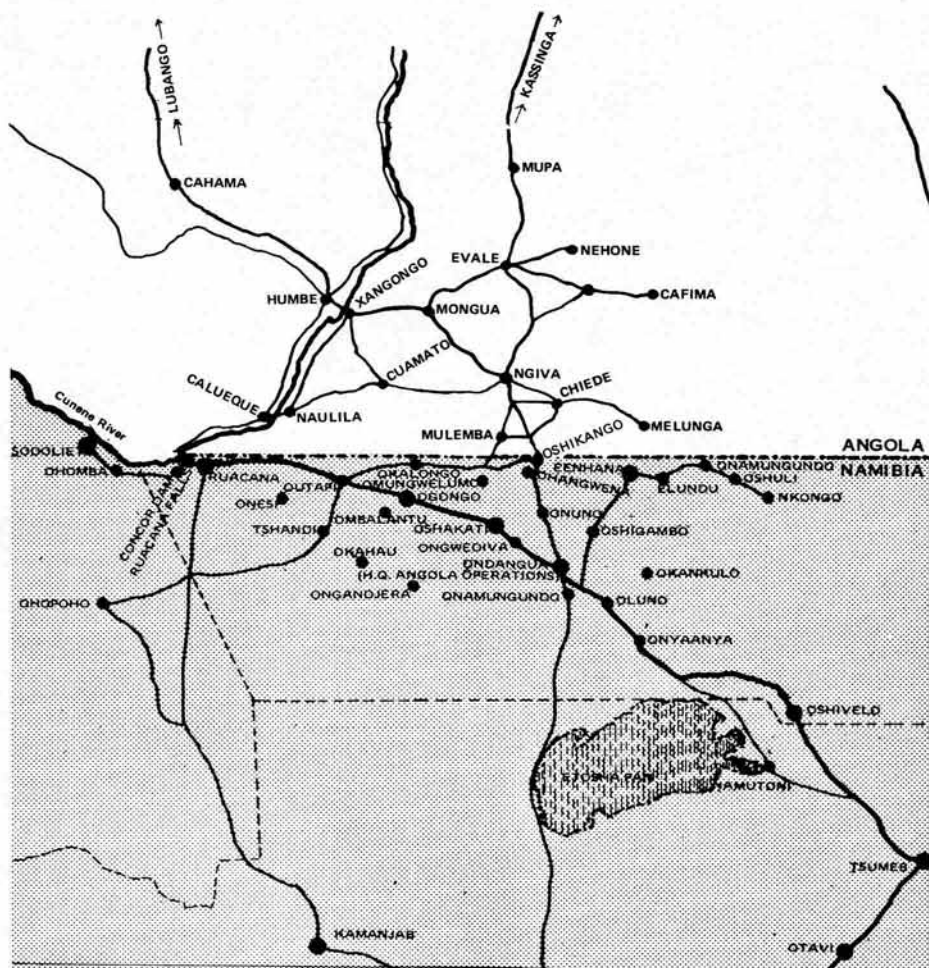 ← LUBANGO ←
→ KASSINGA →
MUPA
CAHAMA
NEHONE
EVALE
CAFIMA
HUMBE
XANGONGO
MONGUA
CUAMATO
NGIVA
CHIEDE
CALUEQUE
NAULILA
MELUNGA
MULEMBA
Cunene River
OSHIKANGO
ANGOLA
NAMIBIA
SODOLIET
DHOMBA
CONCOR DAM
RUACANA FALLS
RUACANA
OUTAPI
OKALONGO
OMUNGWELUMO
OHANGWENA
EENHANA
ELUNDU
ONAMUNGUNDO
OSHULI
NKONGO
ONESI
OGONGO
TSHANDI
OMBALANTU
OSHAKATI
ONUNO
OSHIGAMBO
ONGWEDIVA
OKAHAU
ONDANGUA
(H.Q. ANGOLA OPERATIONS)
OKANKULO
ONGANDJERA
ONAMUNGUNDO
OLUNO
OHOPOHO
ONYAANYA
OSHIVELO
ETOSHA PAN
NAMUTONI
TSUMEB
KAMANJAB
OTAVI